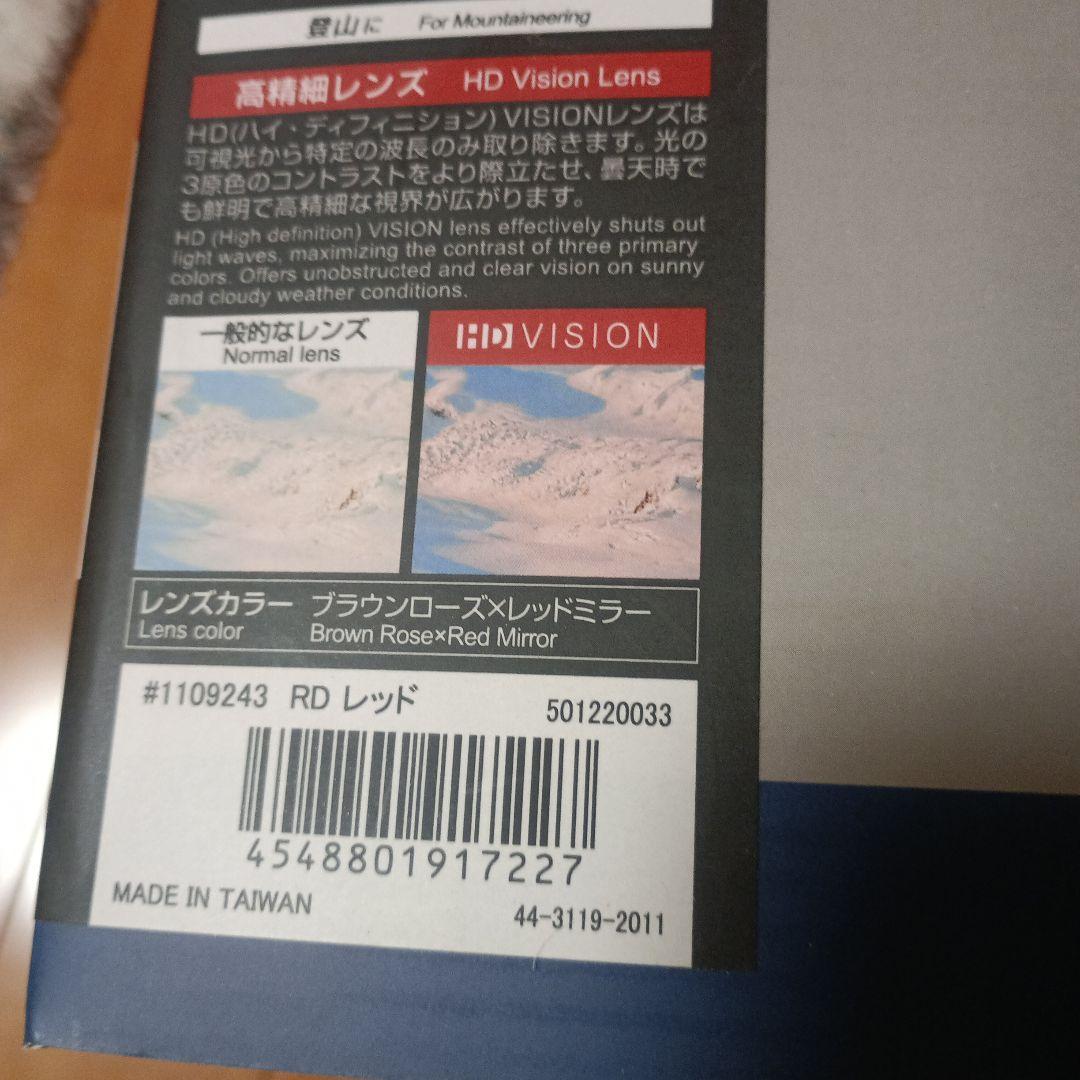 登山に For Mountaineering
高精細レンズ HD Vision Lens
HD(ハイ・ディフィニション)VISIONレンズは
可視光から特定の波長のみ取り除きます。光の
3原色のコントラストをより際立たせ、曇天時で
も鮮明で高精細な視界が広がります。
HD (High definition) VISION lens effectively shuts out
light waves, maximizing the contrast of three primary
colors. Offers unobstructed and clear vision on sunny
and cloudy weather conditions.
一般的なレンズ
Normal lens
HD VISION
レンズカラー ブラウンローズ×レッドミラー
Lens color Brown Rose×Red Mirror
#1109243 RD レッド 501220033
4548801917227
MADE IN TAIWAN 44-3119-2011